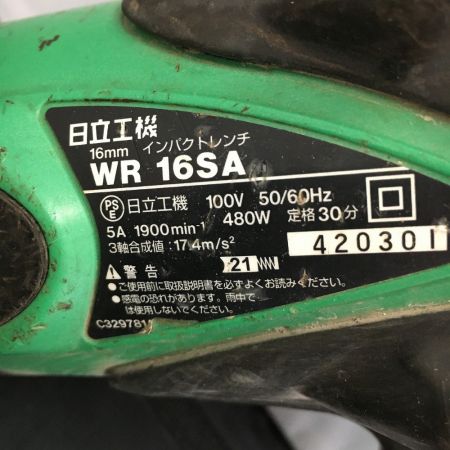 日立工機
16mm インパクトレンチ
WR 16SA
PS E 日立工機 100V 50/60Hz
5A 1900min-1 480W 定格30分
3軸合成値:17.4m/s²
420301
警告 21
●ご使用前に取扱説明書を必ずよくお読みください。
●感電の恐れがあります。雨中で
は使用しないでください。
C329781